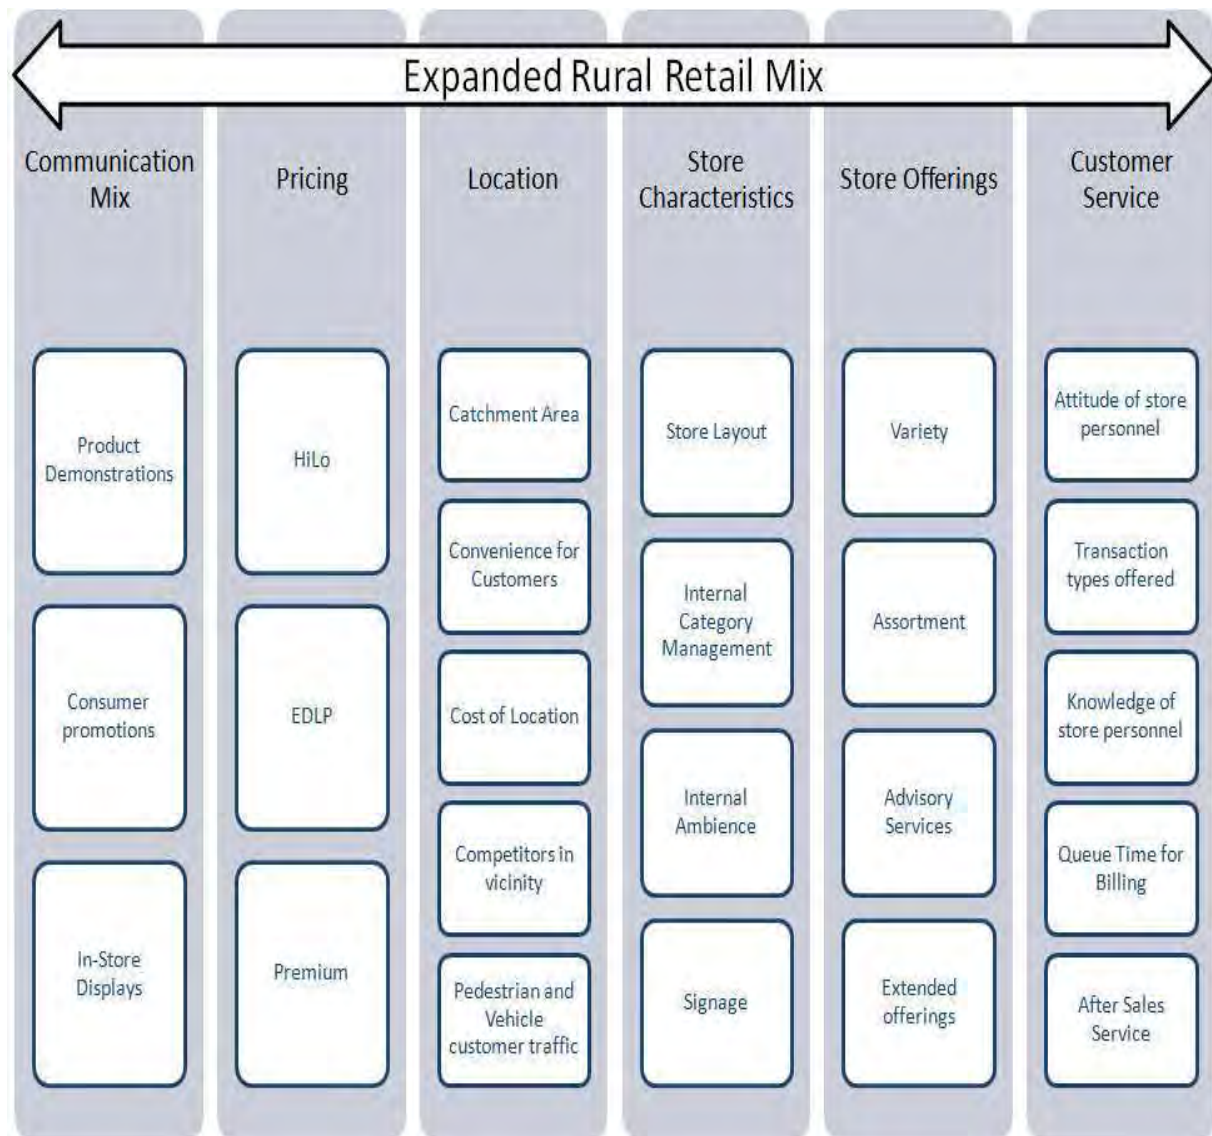 Expanded Rural Retail Mix
Communication
Mix
Pricing
Location
Store
Characteristics
Store Offerings
Customer
Service
Product
Demonstrations
Consumer
promotions
In-Store
Displays
HiLo
EDLP
Premium
Catchment Area
Convenience for
Customers
Cost of Location
Competitors in
vicinity
Pedestrian and
Vehicle
customer traffic
Store Layout
Internal
Category
Management
Internal
Ambience
Signage
Variety
Assortment
Advisory
Services
Extended
offerings
Attitude of store
personnel
Transaction
types offered
Knowledge of
store personnel
Queue Time for
Billing
After Sales
Service